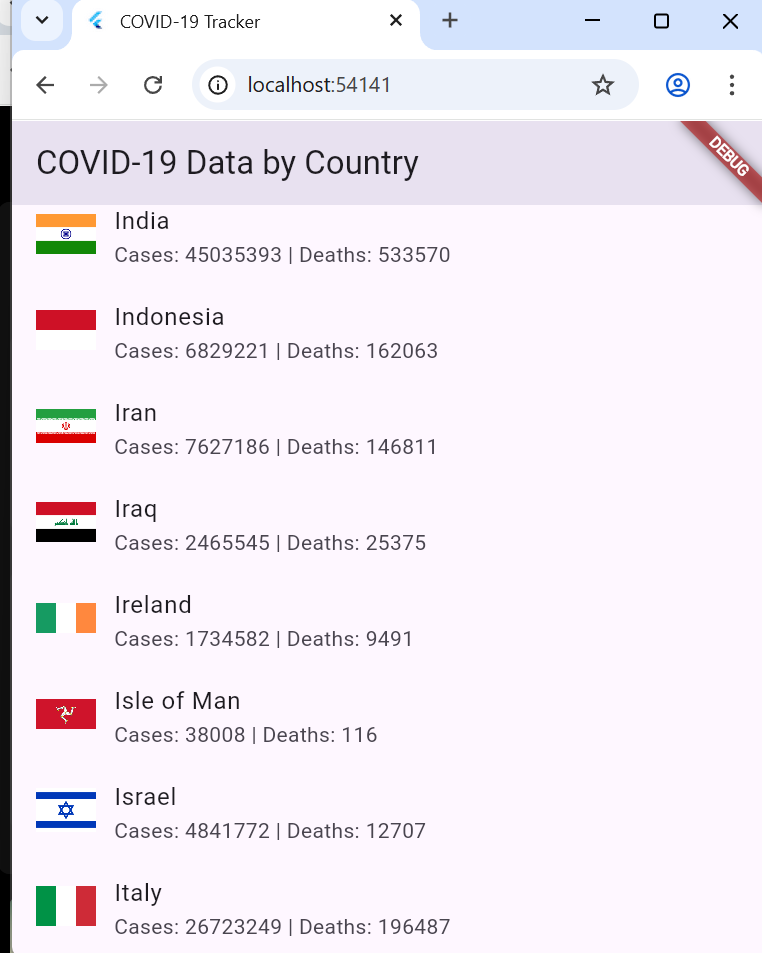 COVID-19 Tracker
localhost:54141
COVID-19 Data by Country
DEBUG
India
Cases: 45035393 | Deaths: 533570
Indonesia
Cases: 6829221 | Deaths: 162063
Iran
Cases: 7627186 | Deaths: 146811
Iraq
Cases: 2465545 | Deaths: 25375
Ireland
Cases: 1734582 | Deaths: 9491
Isle of Man
Cases: 38008 | Deaths: 116
Israel
Cases: 4841772 | Deaths: 12707
Italy
Cases: 26723249 | Deaths: 196487